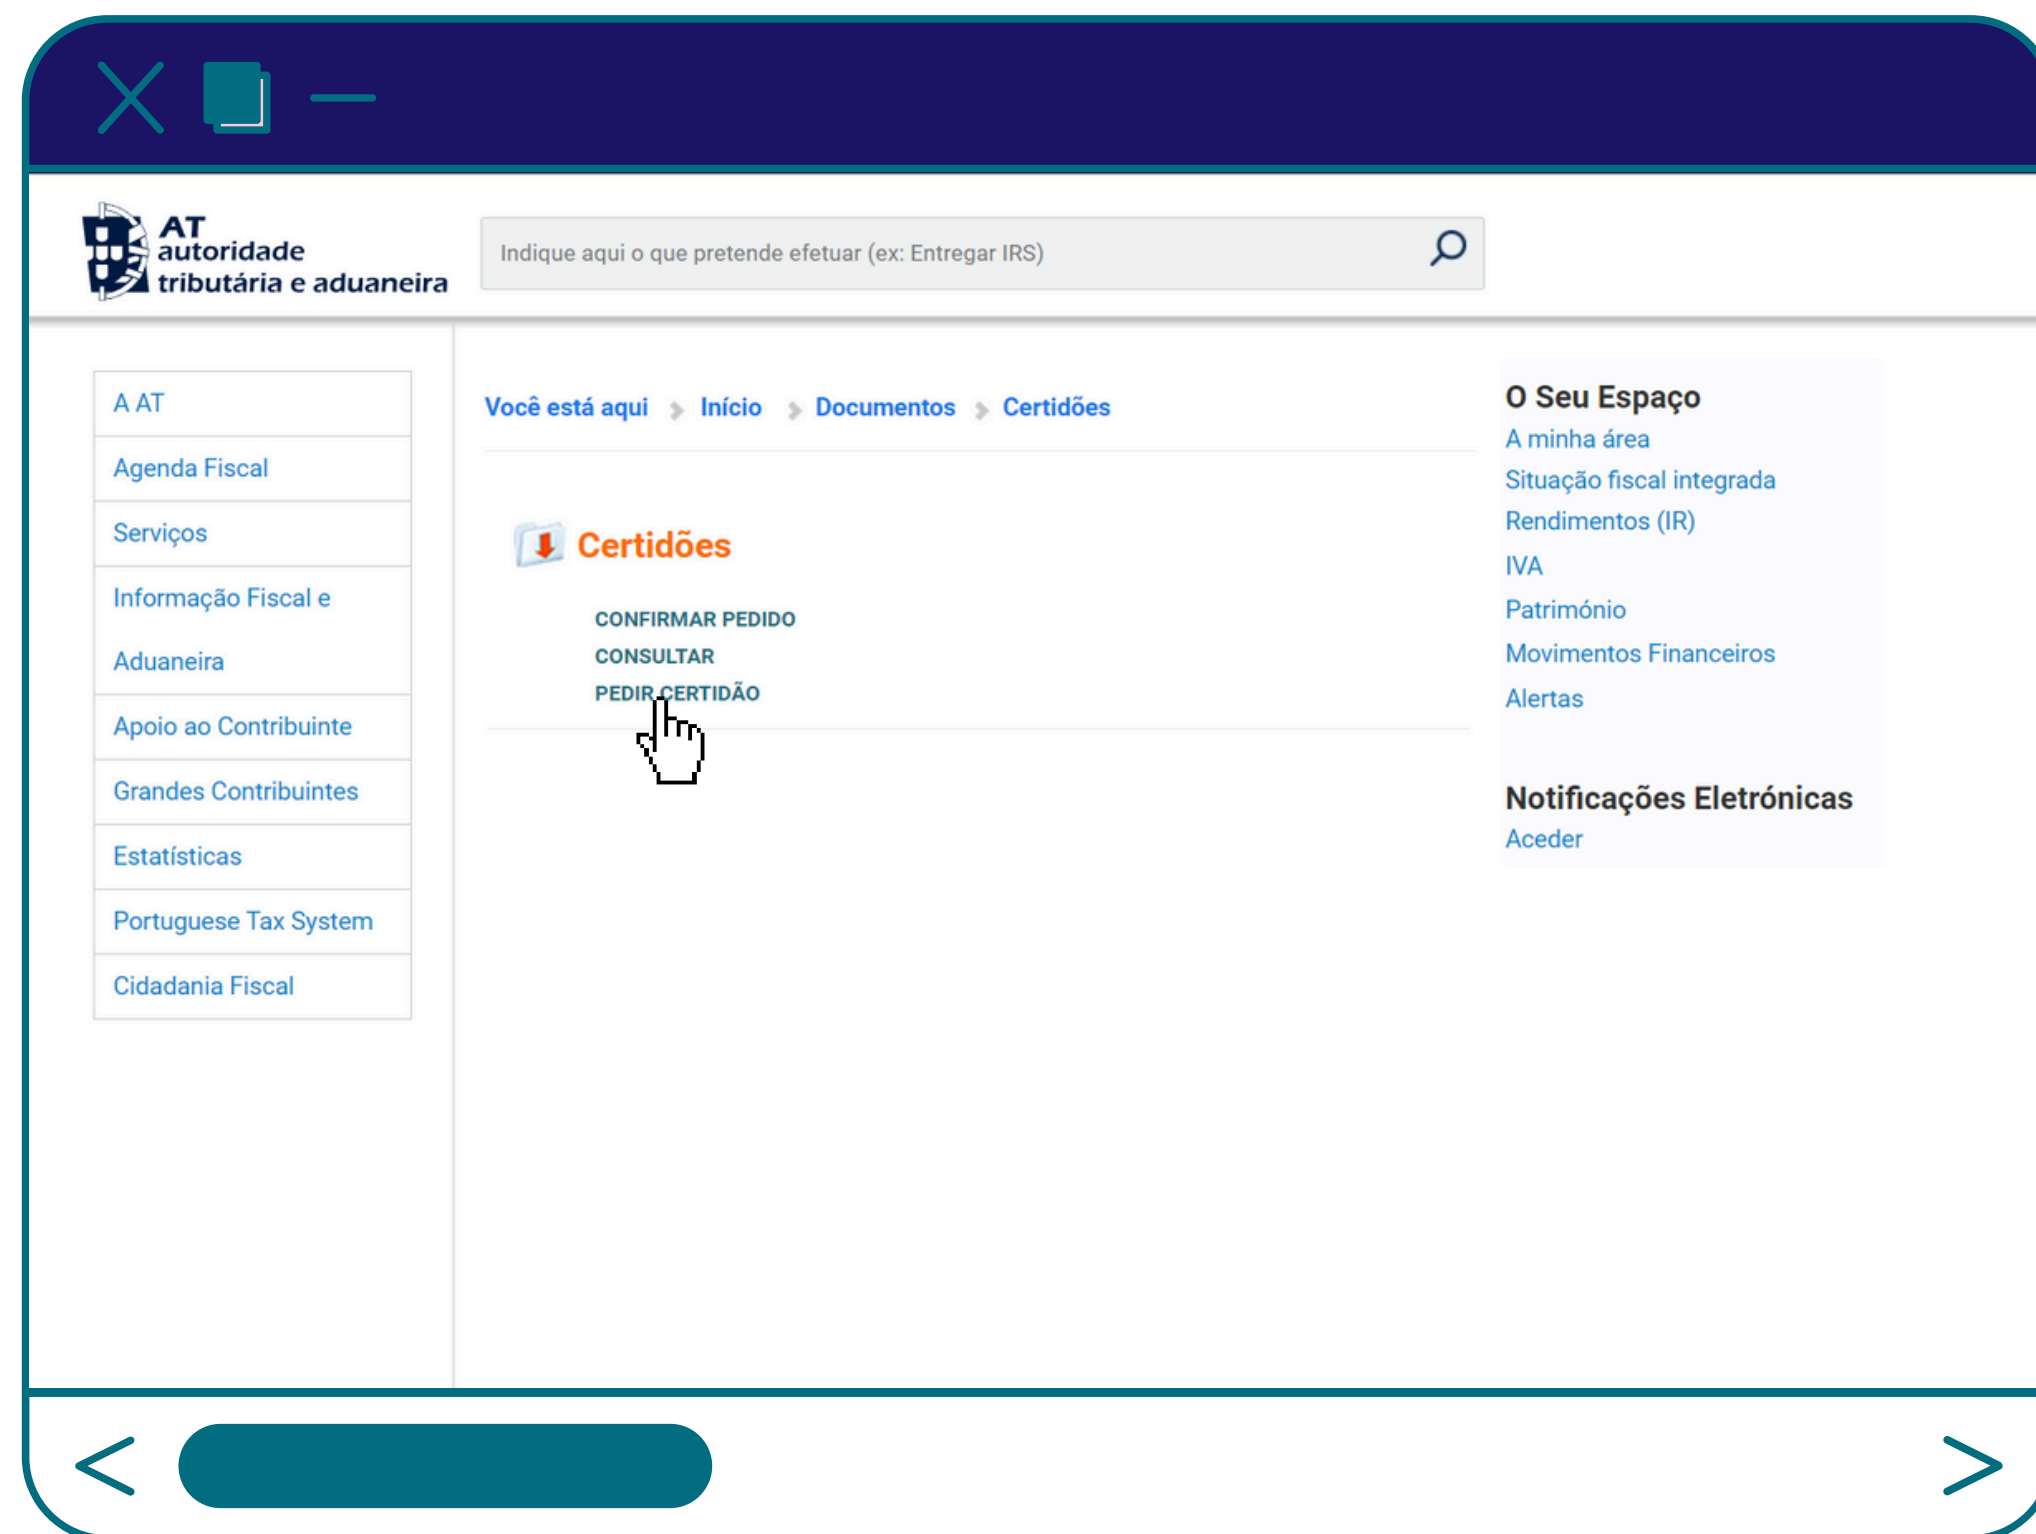 AT
autoridade
tributária e aduaneira
Indique aqui o que pretende efetuar (ex: Entregar IRS)
A AT
Agenda Fiscal
Serviços
Informação Fiscal e
Aduaneira
Apoio ao Contribuinte
Grandes Contribuintes
Estatísticas
Portuguese Tax System
Cidadania Fiscal
Você está aqui Início Documentos Certidões
Certidões
CONFIRMAR PEDIDO
CONSULTAR
PEDIR CERTIDÃO
O Seu Espaço
A minha área
Situação fiscal integrada
Rendimentos (IR)
IVA
Património
Movimentos Financeiros
Alertas
Notificações Eletrónicas
Aceder